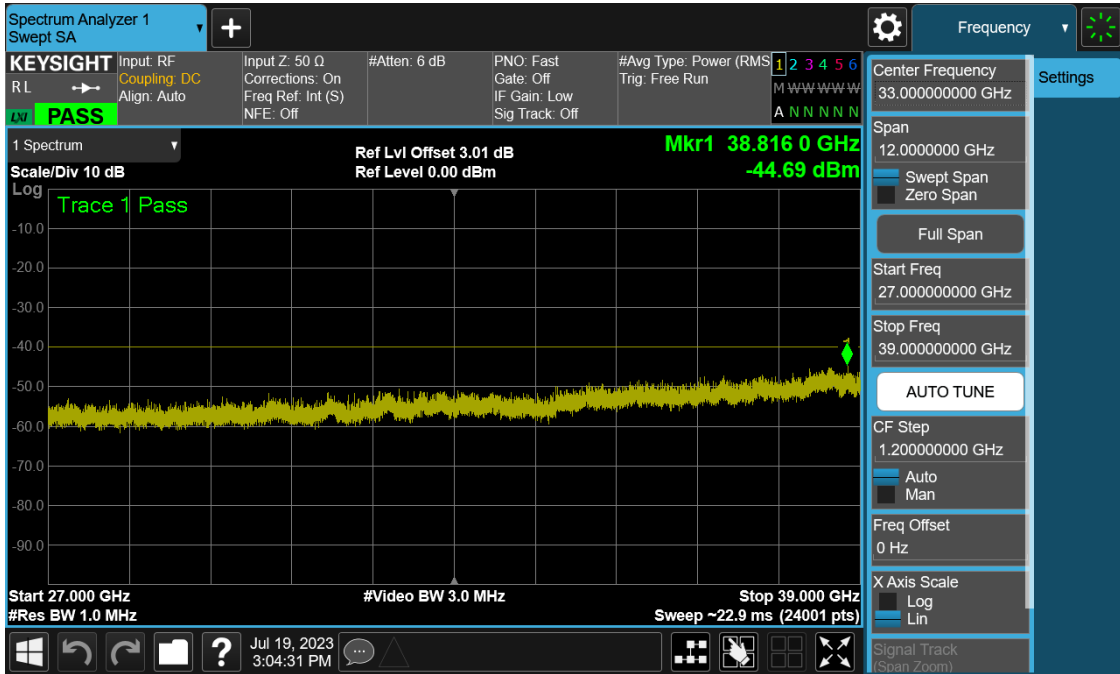 Spectrum Analyzer 1
Swept SA
+
Frequency
KEYSIGHT
R L
LXI PASS
Input: RF
Coupling: DC
Align: Auto
Input Z: 50 Ω
Corrections: On
Freq Ref: Int (S)
NFE: Off
#Atten: 6 dB
PNO: Fast
Gate: Off
IF Gain: Low
Sig Track: Off
#Avg Type: Power (RMS
Trig: Free Run
1 2 3 4 5 6
M W W W W W
A N N N N N
1 Spectrum
Scale/Div 10 dB
Ref Lvl Offset 3.01 dB
Ref Level 0.00 dBm
Mkr1 38.816 0 GHz
-44.69 dBm
Log
Trace 1 Pass
-10.0
-20.0
-30.0
-40.0
-50.0
-60.0
-70.0
-80.0
-90.0
1
Start 27.000 GHz
#Res BW 1.0 MHz
#Video BW 3.0 MHz
Stop 39.000 GHz
Sweep ~22.9 ms (24001 pts)
?
Jul 19, 2023
3:04:31 PM
Center Frequency
33.000000000 GHz
Span
12.0000000 GHz
Swept Span
Zero Span
Full Span
Start Freq
27.000000000 GHz
Stop Freq
39.000000000 GHz
AUTO TUNE
CF Step
1.200000000 GHz
Auto
Man
Freq Offset
0 Hz
X Axis Scale
Log
Lin
Signal Track
(Span Zoom)
Settings